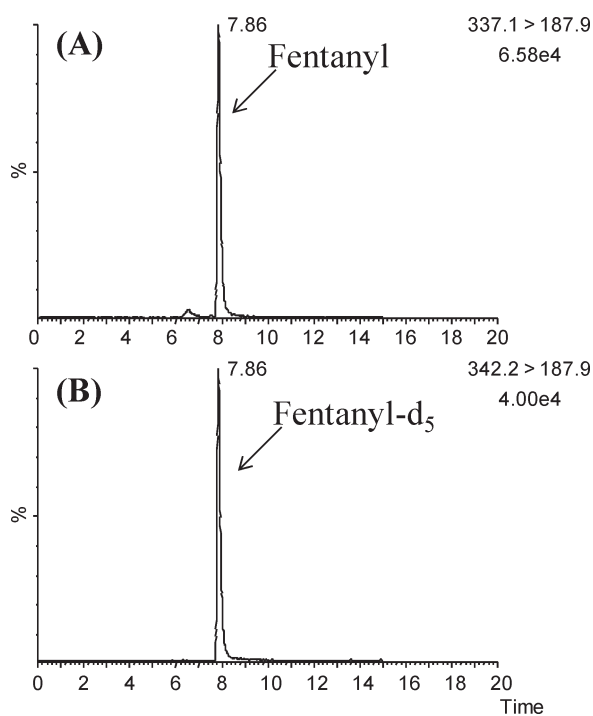 7.86 337.1 > 187.9
(A) 6.58e4
Fentanyl
%
0 2 4 6 8 10 12 14 16 18 20
7.86 342.2 > 187.9
(B) 4.00e4
Fentanyl-d5
%
0 2 4 6 8 10 12 14 16 18 20
Time